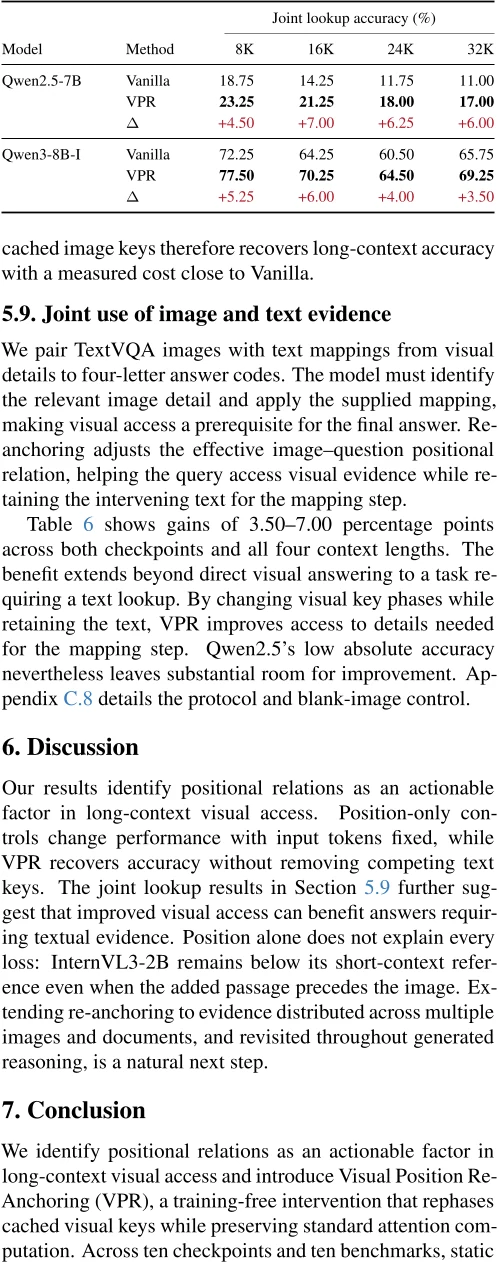 Joint lookup accuracy (%)
Model Method 8K 16K 24K 32K
Qwen2.5-7B Vanilla 18.75 14.25 11.75 11.00
VPR 23.25 21.25 18.00 17.00
Δ +4.50 +7.00 +6.25 +6.00
Qwen3-8B-I Vanilla 72.25 64.25 60.50 65.75
VPR 77.50 70.25 64.50 69.25
Δ +5.25 +6.00 +4.00 +3.50
cached image keys therefore recovers long-context accuracy
with a measured cost close to Vanilla.
5.9. Joint use of image and text evidence
We pair TextVQA images with text mappings from visual
details to four-letter answer codes. The model must identify
the relevant image detail and apply the supplied mapping,
making visual access a prerequisite for the final answer. Re-
anchoring adjusts the effective image–question positional
relation, helping the query access visual evidence while re-
taining the intervening text for the mapping step.
Table 6 shows gains of 3.50–7.00 percentage points
across both checkpoints and all four context lengths. The
benefit extends beyond direct visual answering to a task re-
quiring a text lookup. By changing visual key phases while
retaining the text, VPR improves access to details needed
for the mapping step. Qwen2.5’s low absolute accuracy
nevertheless leaves substantial room for improvement. Ap-
pendix C.8 details the protocol and blank-image control.
6. Discussion
Our results identify positional relations as an actionable
factor in long-context visual access. Position-only con-
trols change performance with input tokens fixed, while
VPR recovers accuracy without removing competing text
keys. The joint lookup results in Section 5.9 further sug-
gest that improved visual access can benefit answers requir-
ing textual evidence. Position alone does not explain every
loss: InternVL3-2B remains below its short-context refer-
ence even when the added passage precedes the image. Ex-
tending re-anchoring to evidence distributed across multiple
images and documents, and revisited throughout generated
reasoning, is a natural next step.
7. Conclusion
We identify positional relations as an actionable factor in
long-context visual access and introduce Visual Position Re-
Anchoring (VPR), a training-free intervention that rephases
cached visual keys while preserving standard attention com-
putation. Across ten checkpoints and ten benchmarks, static